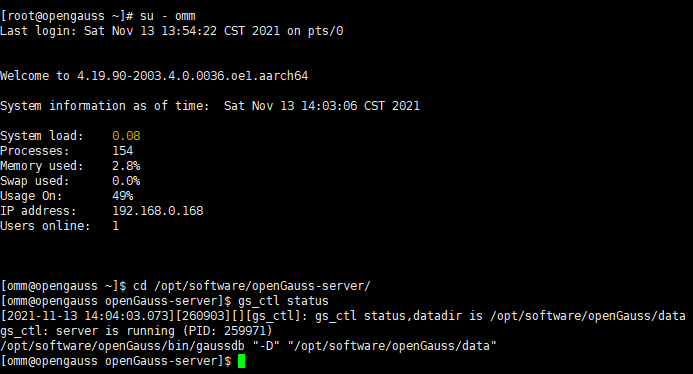 [root@opengauss ~]# su - omm
Last login: Sat Nov 13 13:54:22 CST 2021 on pts/0
Welcome to 4.19.90-2003.4.0.0036.oe1.aarch64
System information as of time:  Sat Nov 13 14:03:06 CST 2021
System load:    0.08
Processes:      154
Memory used:    2.8%
Swap used:      0.0%
Usage On:       49%
IP address:     192.168.0.168
Users online:   1
[omm@opengauss ~]$ cd /opt/software/openGauss-server/
[omm@opengauss openGauss-server]$ gs_ctl status
[2021-11-13 14:04:03.073][260903][][gs_ctl]: gs_ctl status,datadir is /opt/software/openGauss/data
gs_ctl: server is running (PID: 259971)
/opt/software/openGauss/bin/gaussdb "-D" "/opt/software/openGauss/data"
[omm@opengauss openGauss-server]$